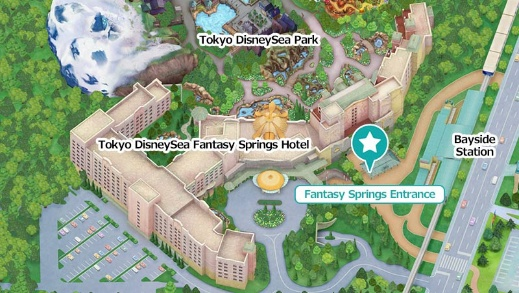 Tokyo DisneySea Park
Tokyo DisneySea Fantasy Springs Hotel
Bayside
Station
Fantasy Springs Entrance